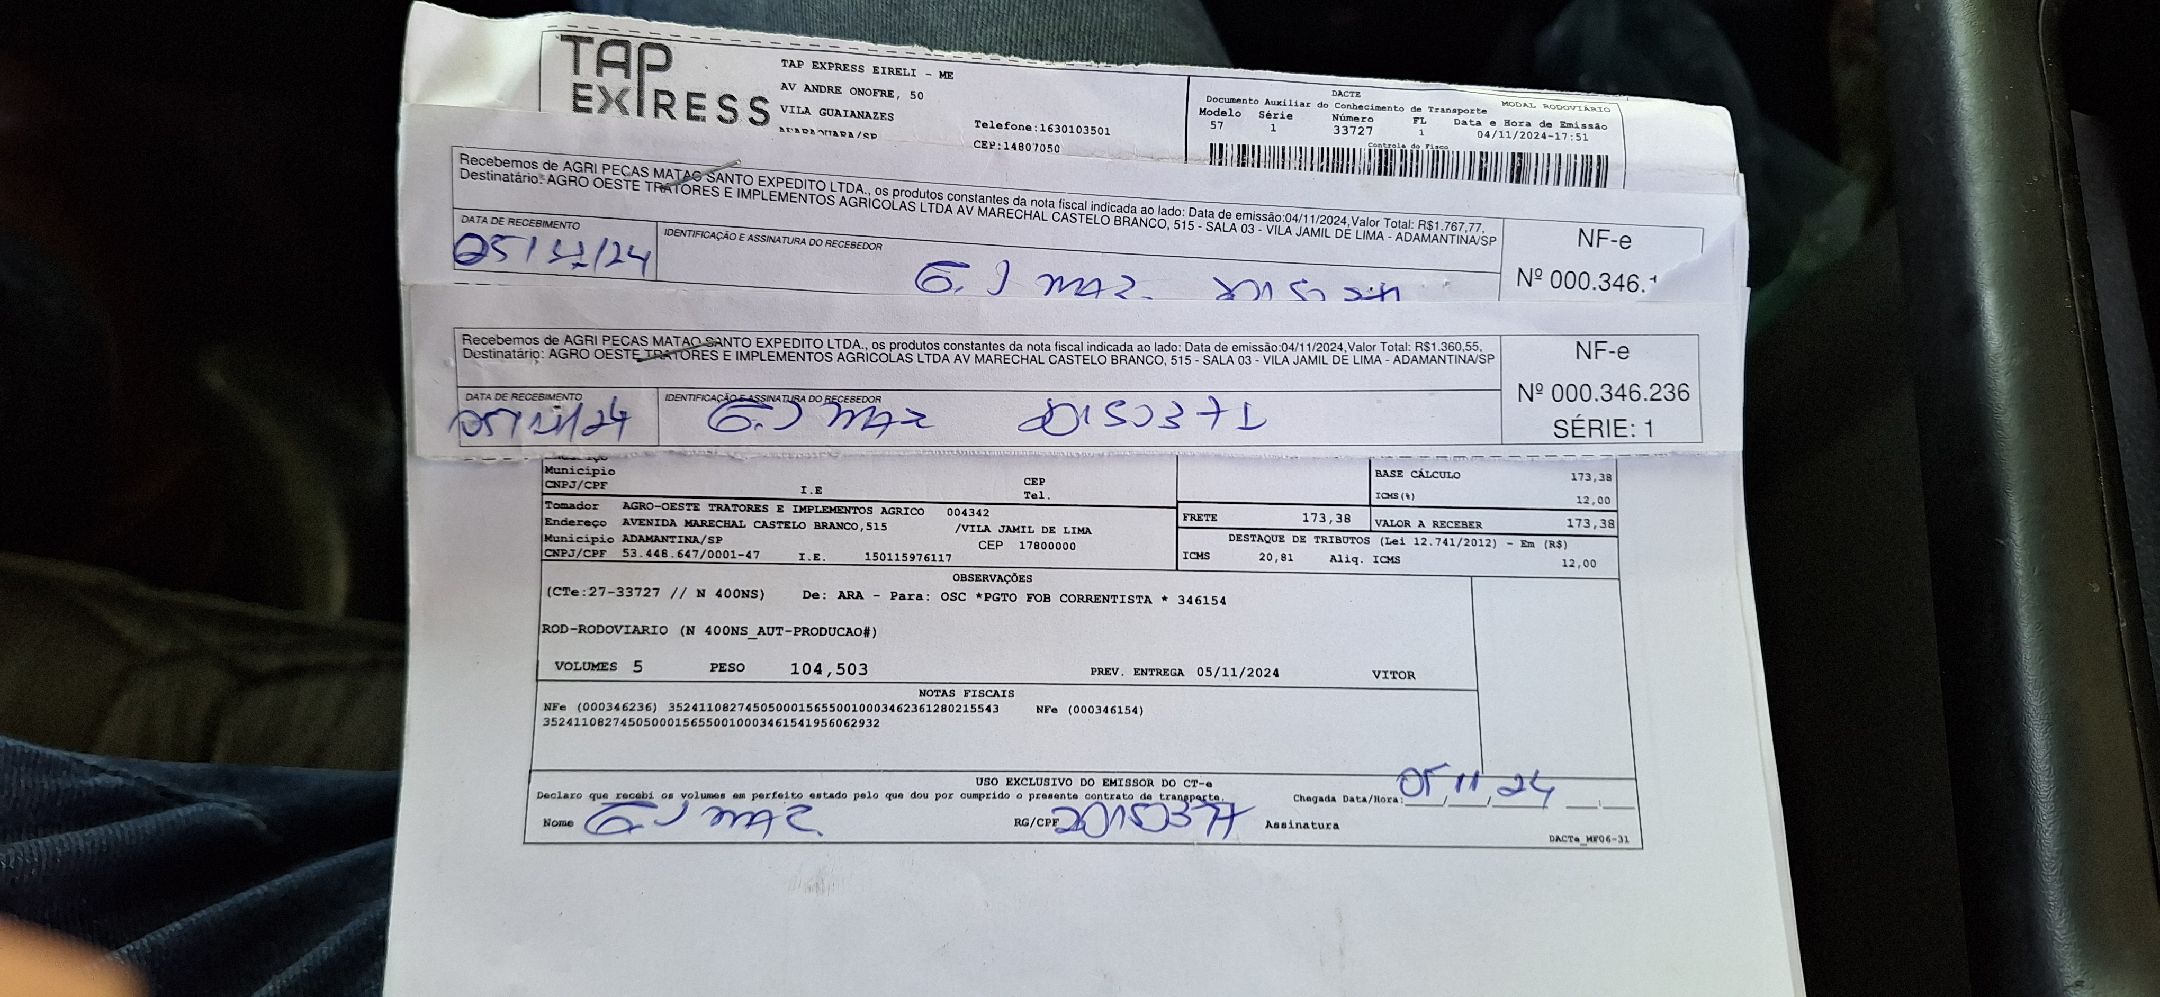 TAP EXPRESS
TAP EXPRESS EIRELI - ME
AV ANDRE ONOFRE, 50
VILA GUAIANAZES
ARARAQUARA/SP
Telefone:1630103501
CEP:14807050
DACTE
Documento Auxiliar do Conhecimento de Transporte MODAL RODOVIÁRIO
Modelo Série Número FL Data e Hora de Emissão
57 1 33727 1 04/11/2024-17:51
Controle do Fisco
Recebemos de AGRI PEÇAS MATAO SANTO EXPEDITO LTDA., os produtos constantes da nota fiscal indicada ao lado: Data de emissão:04/11/2024,Valor Total: R$1.767,77,
Destinatário: AGRO OESTE TRATORES E IMPLEMENTOS AGRICOLAS LTDA AV MARECHAL CASTELO BRANCO, 515 - SALA 03 - VILA JAMIL DE LIMA - ADAMANTINA/SP
DATA DE RECEBIMENTO
05/11/24
IDENTIFICAÇÃO E ASSINATURA DO RECEBEDOR
NF-e
Nº 000.346.
Recebemos de AGRI PEÇAS MATAO SANTO EXPEDITO LTDA., os produtos constantes da nota fiscal indicada ao lado: Data de emissão:04/11/2024,Valor Total: R$1.360,55,
Destinatário: AGRO OESTE TRATORES E IMPLEMENTOS AGRICOLAS LTDA AV MARECHAL CASTELO BRANCO, 515 - SALA 03 - VILA JAMIL DE LIMA - ADAMANTINA/SP
DATA DE RECEBIMENTO
05/11/24
IDENTIFICAÇÃO E ASSINATURA DO RECEBEDOR
NF-e
Nº 000.346.236
SÉRIE: 1
Municipio CEP
CNPJ/CPF I.E Tel.
BASE CÁLCULO 173,38
ICMS(%) 12,00
Tomador AGRO-OESTE TRATORES E IMPLEMENTOS AGRICO 004342
Endereço AVENIDA MARECHAL CASTELO BRANCO,515 /VILA JAMIL DE LIMA
Municipio ADAMANTINA/SP CEP 17800000
CNPJ/CPF 53.448.647/0001-47 I.E. 150115976117
FRETE 173,38 VALOR A RECEBER 173,38
DESTAQUE DE TRIBUTOS (Lei 12.741/2012) - Em (R$)
ICMS 20,81 Aliq. ICMS 12,00
OBSERVAÇÕES
(CTe:27-33727 // N 400NS) De: ARA - Para: OSC *PGTO FOB CORRENTISTA * 346154
ROD-RODOVIARIO (N 400NS_AUT-PRODUCAO#)
VOLUMES 5 PESO 104,503 PREV. ENTREGA 05/11/2024 VITOR
NOTAS FISCAIS
NFe (000346236) 35241108274505000156550010003462361280215543 NFe (000346154)
35241108274505000156550010003461541956062932
USO EXCLUSIVO DO EMISSOR DO CT-e
Declaro que recebi os volumes em perfeito estado pelo que dou por cumprido o presente contrato de transporte. Chegada Data/Hora: 05/11/24
Nome RG/CPF Assinatura
DACTe_MF06-31